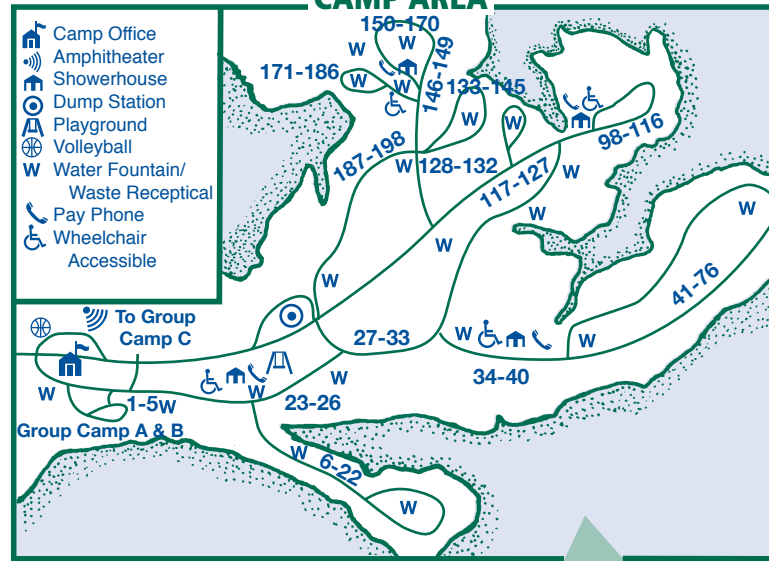 CAMP AREA
Camp Office
Amphitheater
Showerhouse
Dump Station
Playground
Volleyball
W Water Fountain/
Waste Receptical
Pay Phone
Wheelchair
Accessible
150-170
W
W
171-186
W
W
146-149
133-145
W
W
98-116
187-198
W
128-132
117-127
W
W
W
W
W
41-76
To Group
Camp C
27-33
W
W
34-40
W
1-5W
W
W
23-26
Group Camp A & B
W
6-22
W